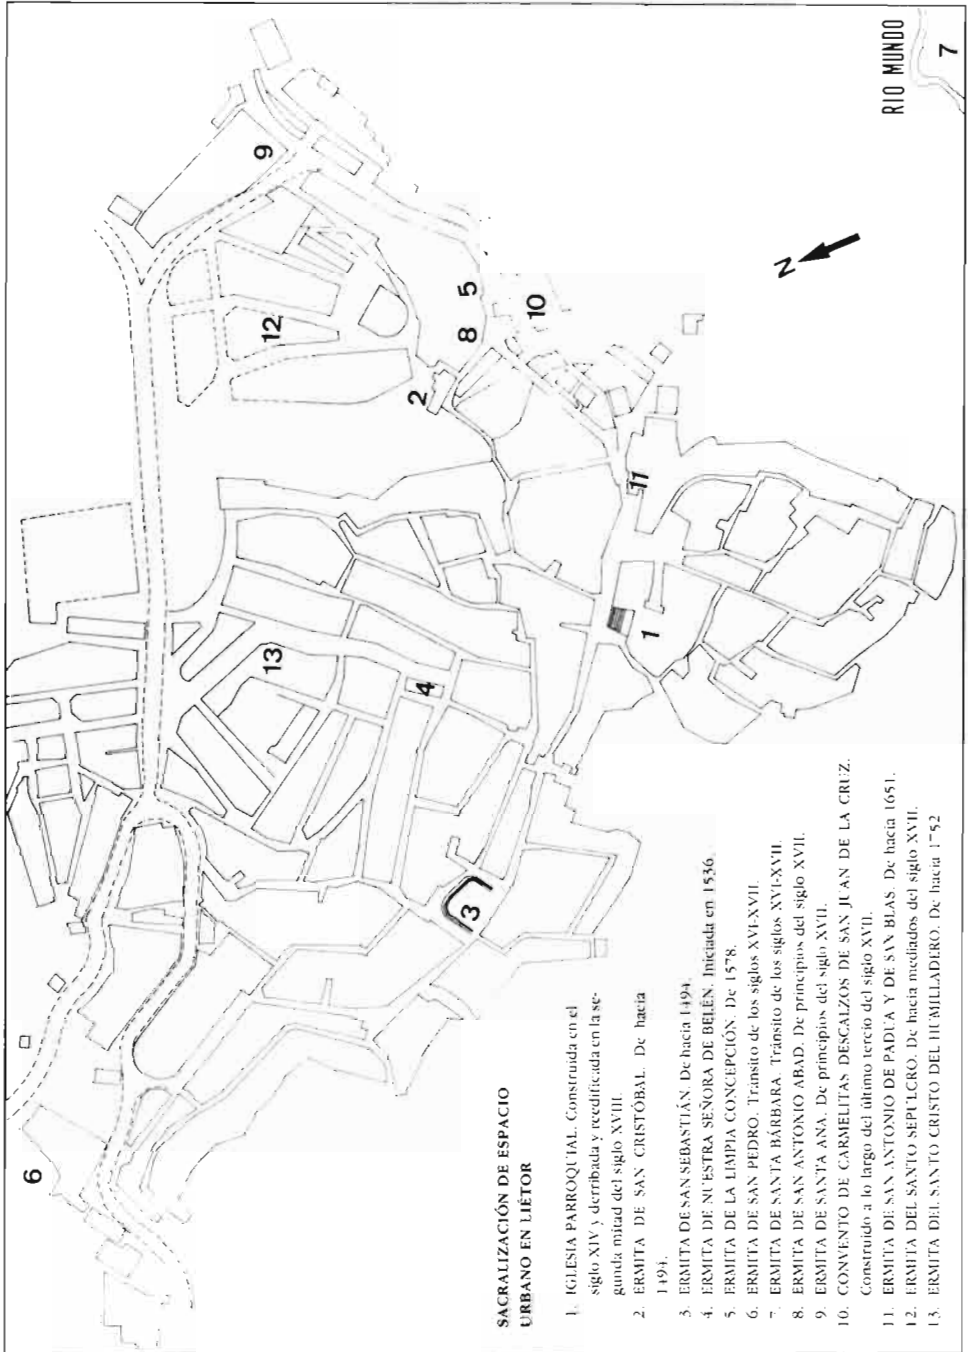 SACRALIZACIÓN DE ESPACIO
URBANO EN LIÉTOR
1. IGLESIA PARROQUIAL. Construida en el
siglo XIV y derribada y reedificada en la se-
gunda mitad del siglo XVIII.
2. ERMITA DE SAN CRISTÓBAL. De hacia
1494.
3. ERMITA DE SAN SEBASTIÁN. De hacia 1494.
4. ERMITA DE NUESTRA SEÑORA DE BELÉN. Iniciada en 1536.
5. ERMITA DE LA LIMPIA CONCEPCIÓN. De 1578.
6. ERMITA DE SAN PEDRO. Tránsito de los siglos XVI-XVII.
7. ERMITA DE SANTA BÁRBARA. Tránsito de los siglos XVI-XVII.
8. ERMITA DE SAN ANTONIO ABAD. De principios del siglo XVII.
9. ERMITA DE SANTA ANA. De principios del siglo XVII.
10. CONVENTO DE CARMELITAS DESCALZOS DE SAN JUAN DE LA CRUZ.
Construido a lo largo del último tercio del siglo XVII.
11. ERMITA DE SAN ANTONIO DE PADUA Y DE SAN BLAS. De hacia 1651.
12. ERMITA DEL SANTO SEPULCRO. De hacia mediados del siglo XVII.
13. ERMITA DEL SANTO CRISTO DEL HUMILLADERO. De hacia 1752
6
3
13
4
1
11
2
12
8
5
10
9
N
RIO MUNDO
7